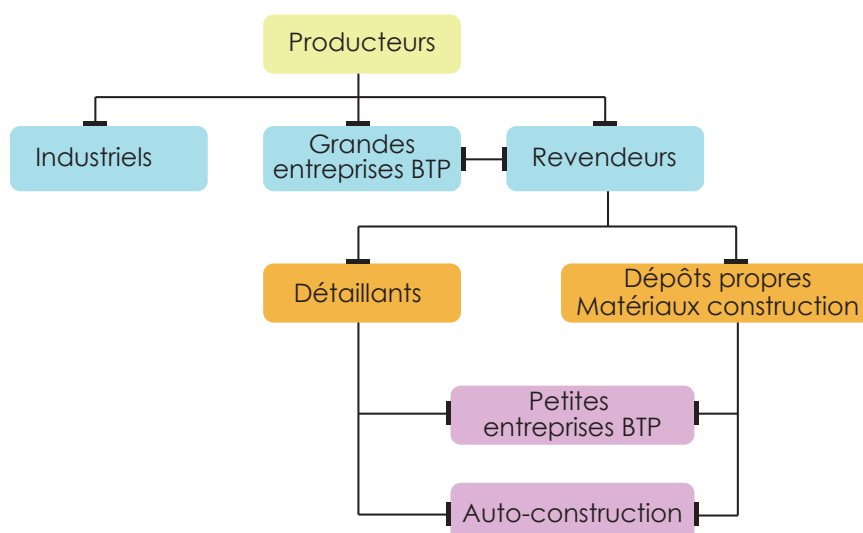 Producteurs
Industriels
Grandes
entreprises BTP
Revendeurs
Détaillants
Dépôts propres
Matériaux construction
Petites
entreprises BTP
Auto-construction